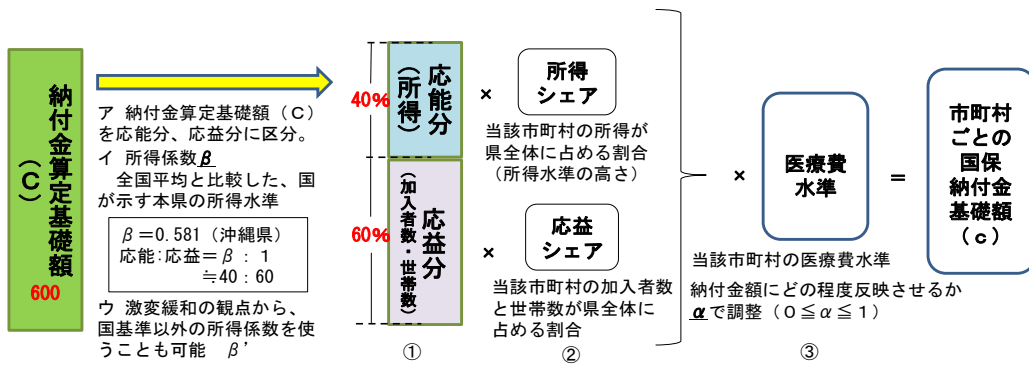 納付金算定基礎額
（C）
600
ア 納付金算定基礎額（C）
を応能分、応益分に区分。
イ 所得係数β
全国平均と比較した、国
が示す本県の所得水準
β＝0.581（沖縄県）
応能：応益＝β：1
≒40：60
ウ 激変緩和の観点から、
国基準以外の所得係数を使
うことも可能 β’
40%
応能分
（所得）
60%
応益分
（加入者数・世帯数）
①
×
所得
シェア
当該市町村の所得が
県全体に占める割合
（所得水準の高さ）
×
応益
シェア
当該市町村の加入者数
と世帯数が県全体に
占める割合
②
×
医療費
水準
当該市町村の医療費水準
納付金額にどの程度反映させるか
αで調整（０≦α≦１）
③
＝
市町村
ごとの
国保
納付金
基礎額
（c）